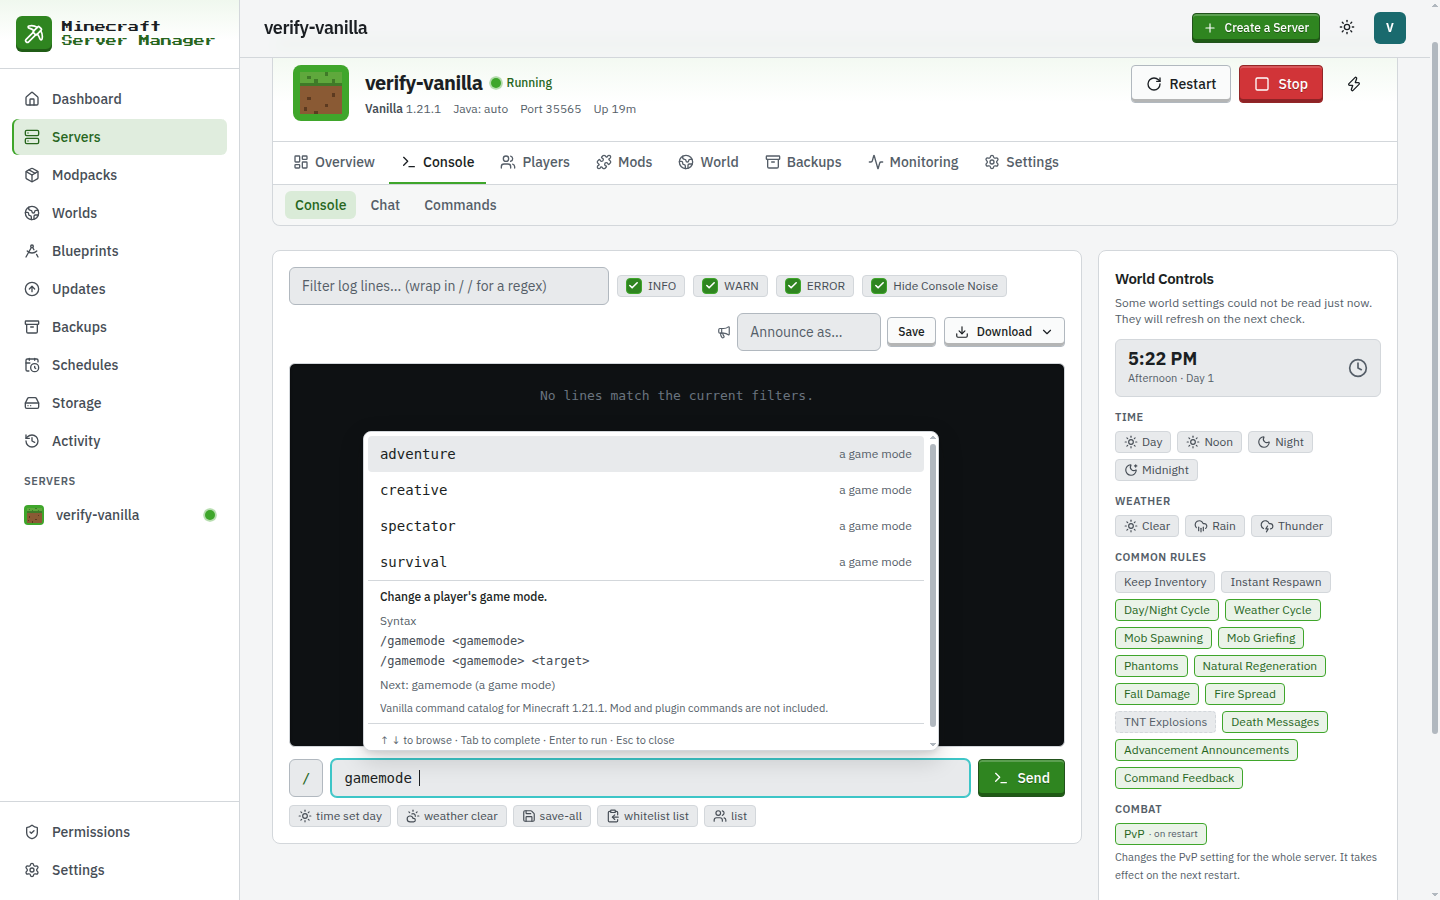 Minecraft
Server Manager
verify-vanilla
Create a Server
V
Dashboard
Servers
Modpacks
Worlds
Blueprints
Updates
Backups
Schedules
Storage
Activity
SERVERS
verify-vanilla
Permissions
Settings
verify-vanilla
Running
Vanilla 1.21.1 Java: auto Port 35565 Up 19m
Restart
Stop
Overview
Console
Players
Mods
World
Backups
Monitoring
Settings
Console
Chat
Commands
Filter log lines... (wrap in / / for a regex)
INFO
WARN
ERROR
Hide Console Noise
Announce as...
Save
Download
No lines match the current filters.
adventure a game mode
creative a game mode
spectator a game mode
survival a game mode
Change a player's game mode.
Syntax
/gamemode <gamemode>
/gamemode <gamemode> <target>
Next: gamemode (a game mode)
Vanilla command catalog for Minecraft 1.21.1. Mod and plugin commands are not included.
↑ ↓ to browse · Tab to complete · Enter to run · Esc to close
/
gamemode
Send
time set day
weather clear
save-all
whitelist list
list
World Controls
Some world settings could not be read just now.
They will refresh on the next check.
5:22 PM
Afternoon · Day 1
TIME
Day
Noon
Night
Midnight
WEATHER
Clear
Rain
Thunder
COMMON RULES
Keep Inventory
Instant Respawn
Day/Night Cycle
Weather Cycle
Mob Spawning
Mob Griefing
Phantoms
Natural Regeneration
Fall Damage
Fire Spread
TNT Explosions
Death Messages
Advancement Announcements
Command Feedback
COMBAT
PvP · on restart
Changes the PvP setting for the whole server. It takes
effect on the next restart.